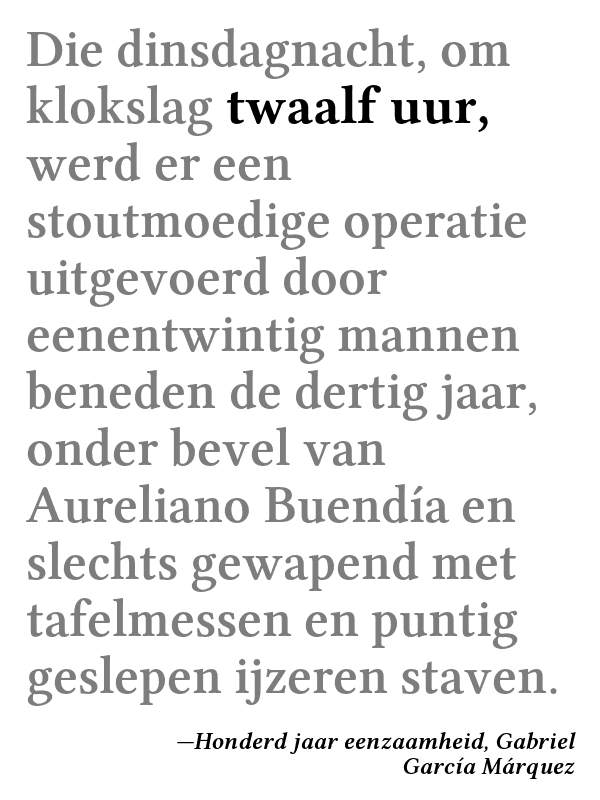 Die dinsdagnacht, om
klokslag twaalf uur,
werd er een
stoutmoedige operatie
uitgevoerd door
eenentwintig mannen
beneden de dertig jaar,
onder bevel van
Aureliano Buendía en
slechts gewapend met
tafelmessen en puntig
geslepen ijzeren staven.
—Honderd jaar eenzaamheid, Gabriel
García Márquez